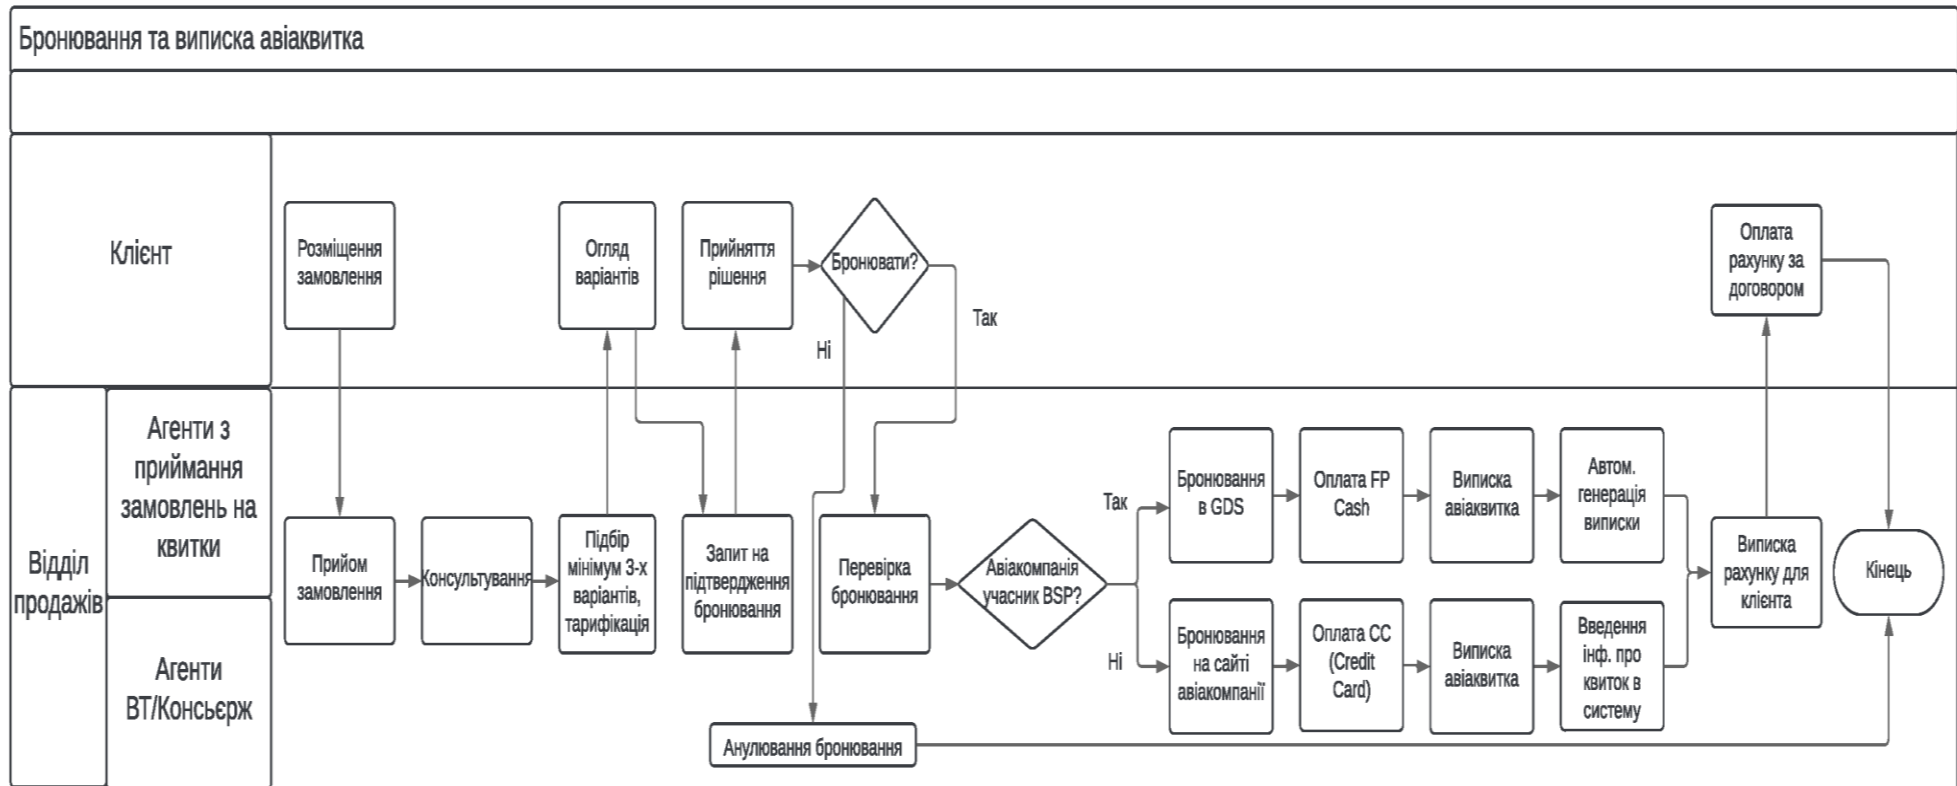 Бронювання та виписка авіаквитка
Клієнт
Розміщення
замовлення
Огляд
варіантів
Прийняття
рішення
Бронювати?
Ні
Так
Оплата
рахунку за
договором
Відділ
продажів
Агенти з
приймання
замовлень на
квитки
Агенти
ВТ/Консьєрж
Прийом
замовлення
Консультування
Підбір
мінімум 3-х
варіантів,
тарифікація
Запит на
підтвердження
бронювання
Перевірка
бронювання
Авіакомпанія
учасник BSP?
Так
Бронювання
в GDS
Оплата FP
Cash
Виписка
авіаквитка
Автом.
генерація
виписки
Ні
Бронювання
на сайті
авіакомпанії
Оплата CC
(Credit
Card)
Виписка
авіаквитка
Введення
інф. про
квиток в
систему
Виписка
рахунку для
клієнта
Кінець
Анулювання бронювання